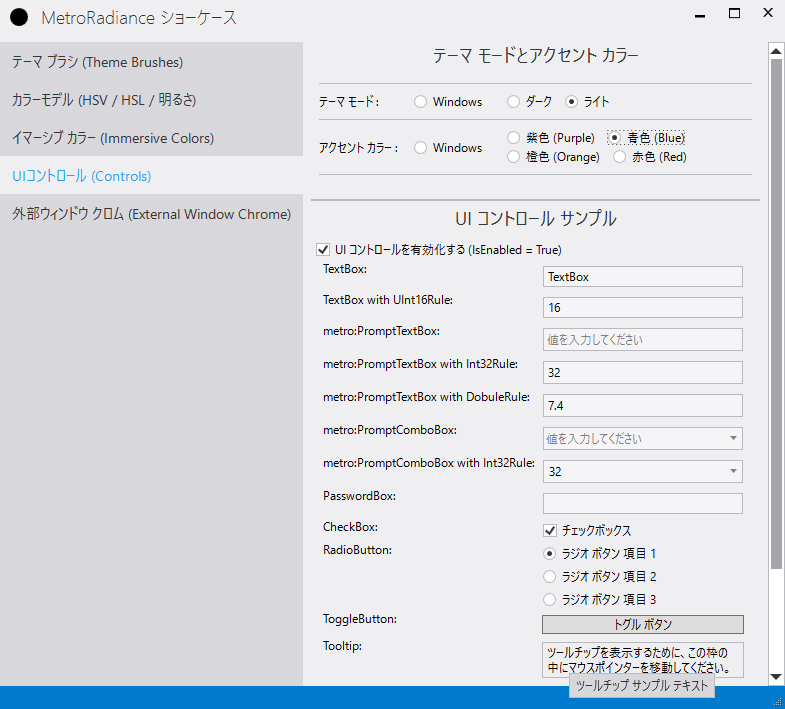 MetroRadiance ショーケース
テーマ ブラシ (Theme Brushes)
カラーモデル (HSV / HSL / 明るさ)
イマーシブ カラー (Immersive Colors)
UIコントロール (Controls)
外部ウィンドウ クロム (External Window Chrome)
テーマ モードとアクセント カラー
テーマ モード: Windows ダーク ライト
アクセント カラー: Windows 紫色 (Purple) 青色 (Blue)
橙色 (Orange) 赤色 (Red)
UI コントロール サンプル
UI コントロールを有効化する (IsEnabled = True)
TextBox: TextBox
TextBox with UInt16Rule: 16
metro:PromptTextBox: 値を入力してください
metro:PromptTextBox with Int32Rule: 32
metro:PromptTextBox with DobuleRule: 7.4
metro:PromptComboBox: 値を入力してください
metro:PromptComboBox with Int32Rule: 32
PasswordBox:
CheckBox: チェックボックス
RadioButton: ラジオ ボタン 項目 1
ラジオ ボタン 項目 2
ラジオ ボタン 項目 3
ToggleButton: トグル ボタン
Tooltip: ツールチップを表示するために、この枠の
中にマウスポインターを移動してください。
ツールチップ サンプル テキスト